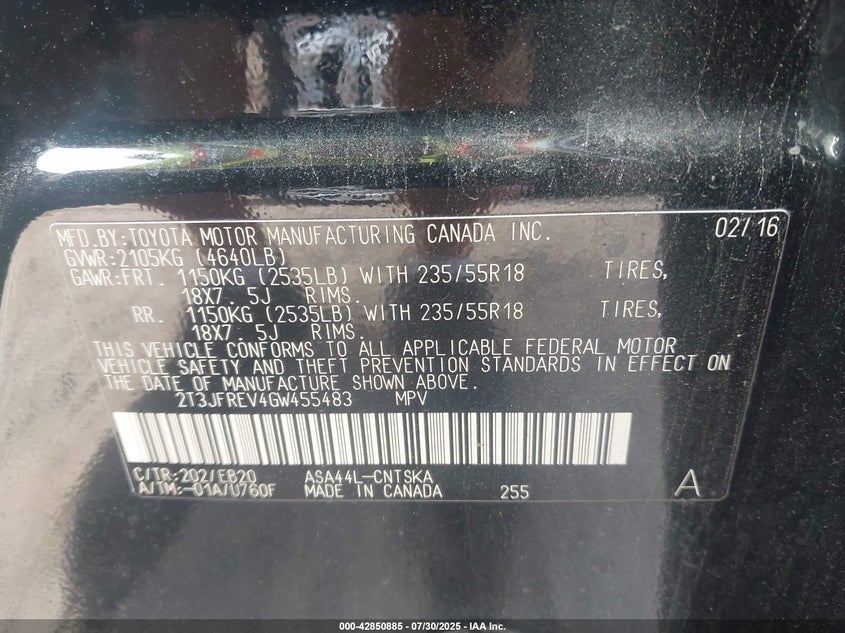 MFD.BY:TOYOTA MOTOR MANUFACTURING CANADA INC. 02/16
GVWR:2105KG (4640LB)
GAWR:FRT. 1150KG (2535LB) WITH 235/55R18 TIRES,
18X7. 5J RIMS.
RR. 1150KG (2535LB) WITH 235/55R18 TIRES,
18X7. 5J RIMS.
THIS VEHICLE CONFORMS TO ALL APPLICABLE FEDERAL MOTOR
VEHICLE SAFETY AND THEFT PREVENTION STANDARDS IN EFFECT ON
THE DATE OF MANUFACTURE SHOWN ABOVE.
2T3JFREV4GW455483 MPV
C/TR:202/EB20 ASA44L-CNTSKA
A/TM:-01A/U760F MADE IN CANADA 255 A
000-42850885 - 07/30/2025 - IAA Inc.